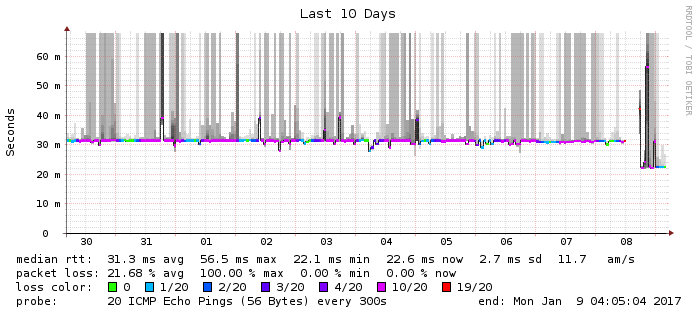 Last 10 Days
RRDTOOL / TOBI OETIKER
Seconds
60 m
50 m
40 m
30 m
20 m
10 m
0
30 31 01 02 03 04 05 06 07 08
median rtt: 31.3 ms avg 56.5 ms max 22.1 ms min 22.6 ms now 2.7 ms sd 11.7 am/s
packet loss: 21.68 % avg 100.00 % max 0.00 % min 0.00 % now
loss color: 0 1/20 2/20 3/20 4/20 10/20 19/20
probe: 20 ICMP Echo Pings (56 Bytes) every 300s end: Mon Jan 9 04:05:04 2017